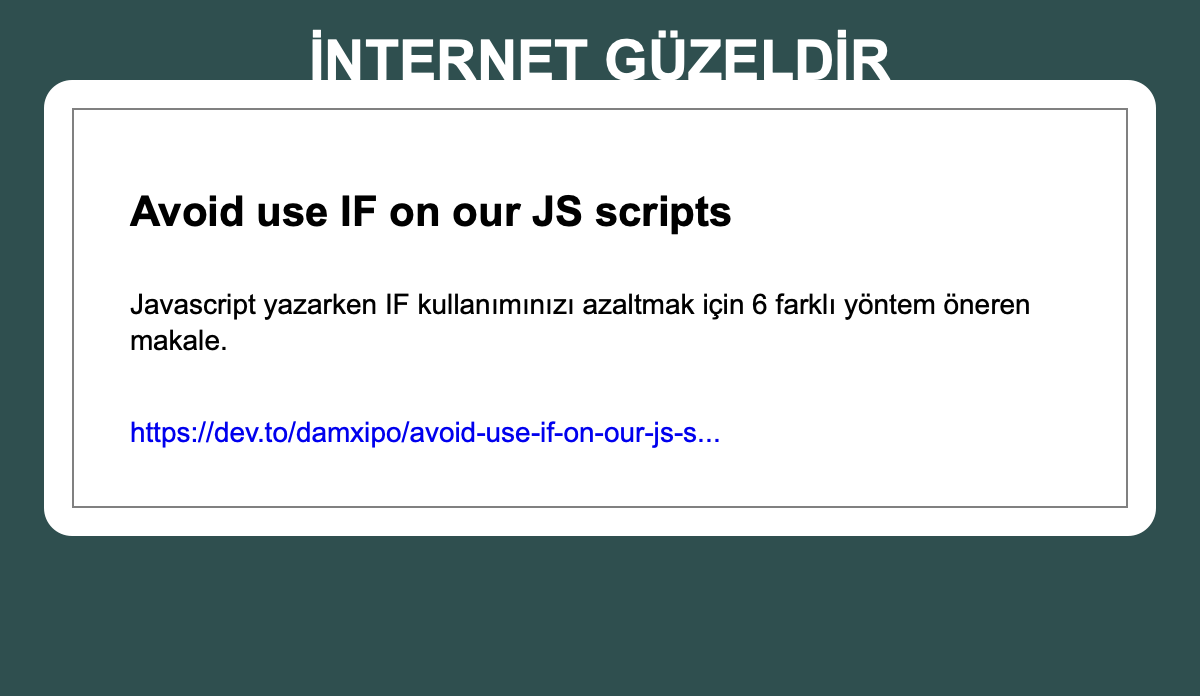 İNTERNET GÜZELDİR
Avoid use IF on our JS scripts
Javascript yazarken IF kullanımınızı azaltmak için 6 farklı yöntem öneren
makale.
https://dev.to/damxipo/avoid-use-if-on-our-js-s...